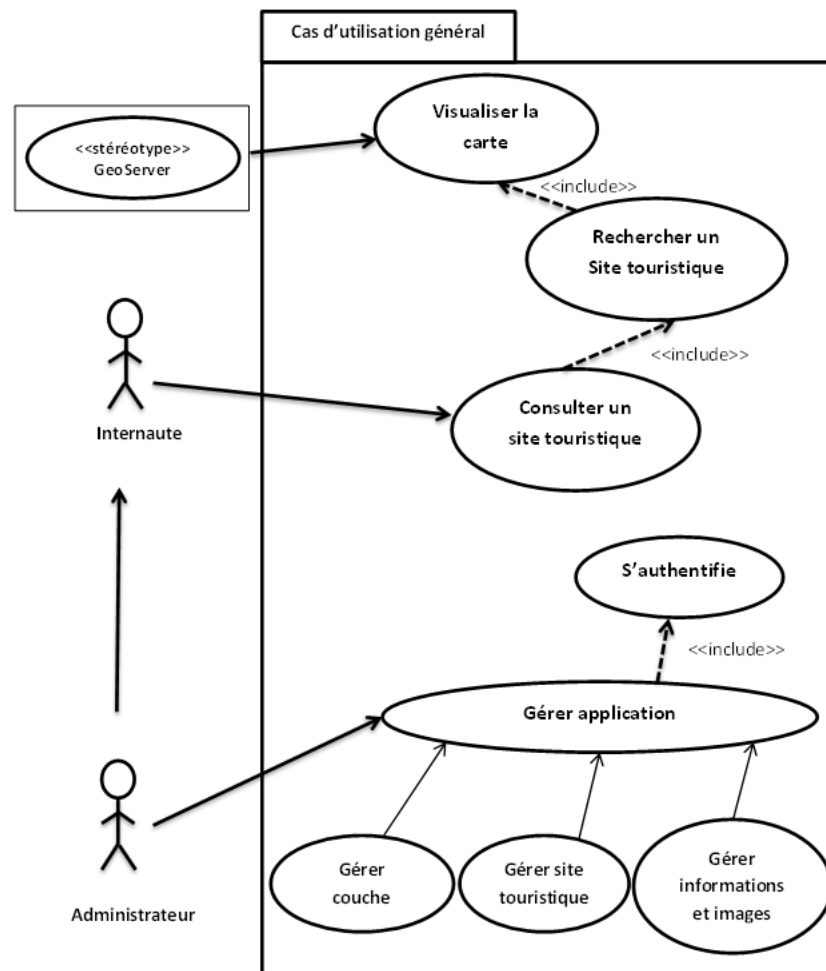 Cas d'utilisation général
Visualiser la
carte
<<stéréotype>>
GeoServer
<<include>>
Rechercher un
Site touristique
<<include>>
Consulter un
site touristique
Internaute
S'authentifie
<<include>>
Gérer application
Gérer
couche
Gérer site
touristique
Gérer
informations
et images
Administrateur